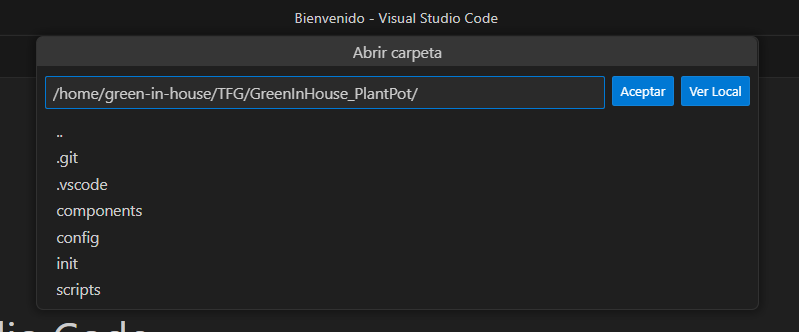 Bienvenido - Visual Studio Code
Abrir carpeta
/home/green-in-house/TFG/GreenInHouse_PlantPot/
Aceptar
Ver Local
..
.git
.vscode
components
config
init
scripts